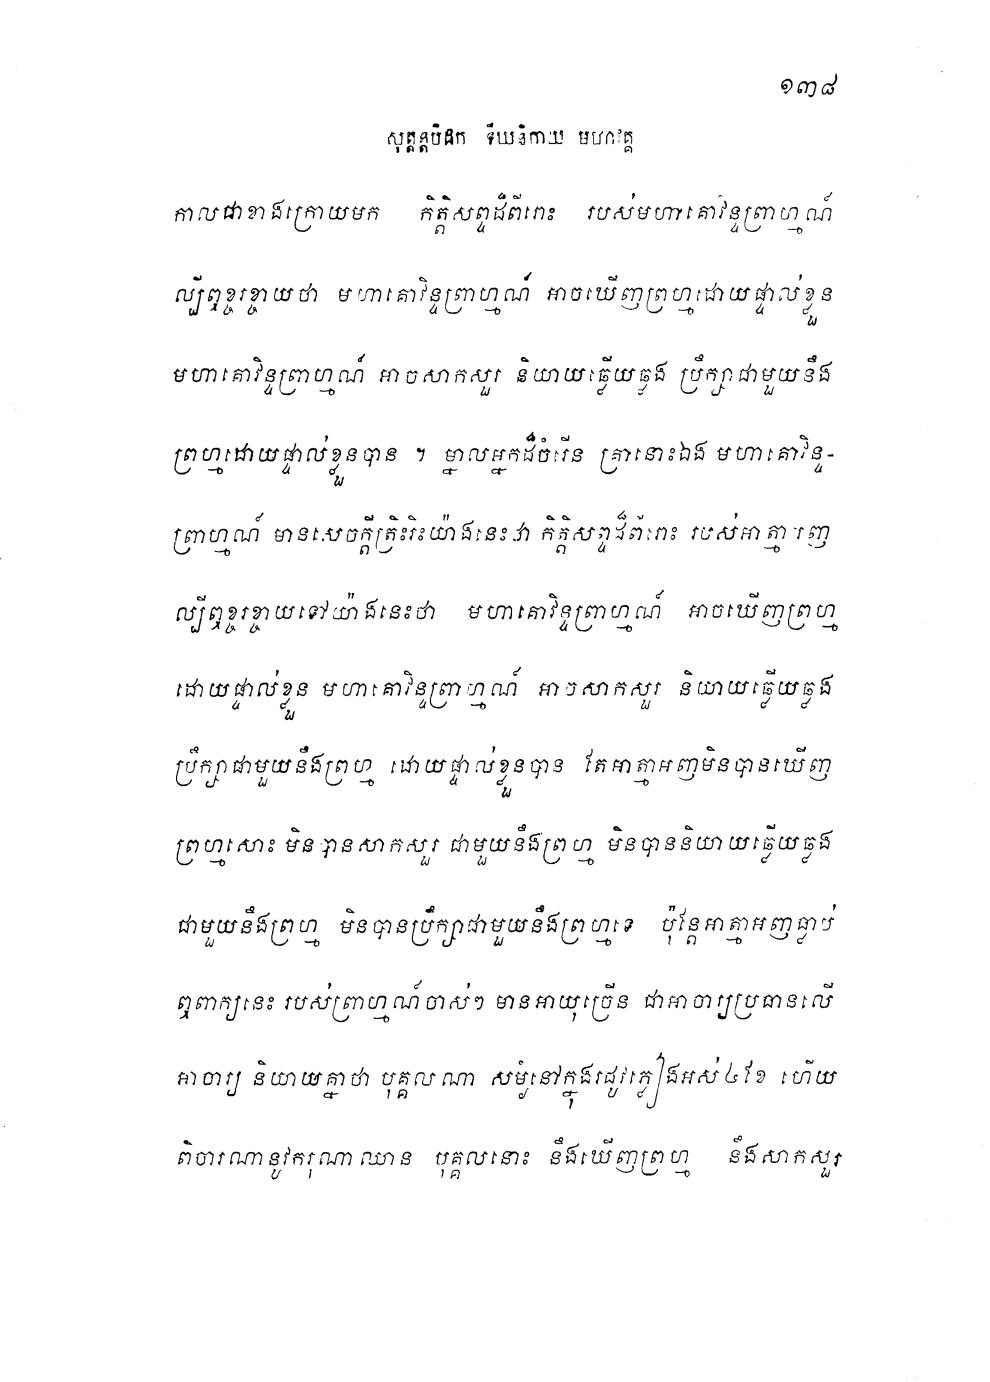 ១៣៨
សុត្តន្តបិដក ទីឃនិកាយ មហាវគ្គ
កាលជាខាងក្រោយមក កិត្តិសព្ទដ៏ពីរោះ របស់មហាគោវិន្ទព្រាហ្មណ៍
ល្បីឮខ្ចរខ្ចាយថា មហាគោវិន្ទព្រាហ្មណ៍ អាចឃើញព្រហ្មដោយផ្ទាល់ខ្លួន
មហាគោវិន្ទព្រាហ្មណ៍ អាចសាកសួរ និយាយឆ្លើយឆ្លង ប្រឹក្សាជាមួយនឹង
ព្រហ្មដោយផ្ទាល់ខ្លួនបាន ។ ម្នាលអ្នកដ៏ចំរើន គ្រានោះឯង មហាគោវិន្ទ-
ព្រាហ្មណ៍ មានសេចក្តីត្រិះរិះយ៉ាងនេះថា កិត្តិសព្ទដ៏ពីរោះ របស់អាត្មាអញ
ល្បីឮខ្ចរខ្ចាយទៅយ៉ាងនេះថា មហាគោវិន្ទព្រាហ្មណ៍ អាចឃើញព្រហ្ម
ដោយផ្ទាល់ខ្លួន មហាគោវិន្ទព្រាហ្មណ៍ អាចសាកសួរ និយាយឆ្លើយឆ្លង
ប្រឹក្សាជាមួយនឹងព្រហ្ម ដោយផ្ទាល់ខ្លួនបាន តែអាត្មាអញមិនបានឃើញ
ព្រហ្មសោះ មិនបានសាកសួរ ជាមួយនឹងព្រហ្ម មិនបាននិយាយឆ្លើយឆ្លង
ជាមួយនឹងព្រហ្ម មិនបានប្រឹក្សាជាមួយនឹងព្រហ្មទេ ប៉ុន្តែអាត្មាអញធ្លាប់
ឮពាក្យនេះ របស់ព្រាហ្មណ៍ចាស់ៗ មានអាយុច្រើន ជាអាចារ្យប្រធានលើ
អាចារ្យ និយាយគ្នាថា បុគ្គលណា សម្ងំនៅក្នុងរដូវភ្លៀងអស់៤ខែ ហើយ
ពិចារណានូវករុណាឈាន បុគ្គលនោះ នឹងឃើញព្រហ្ម នឹងសាកសួរ